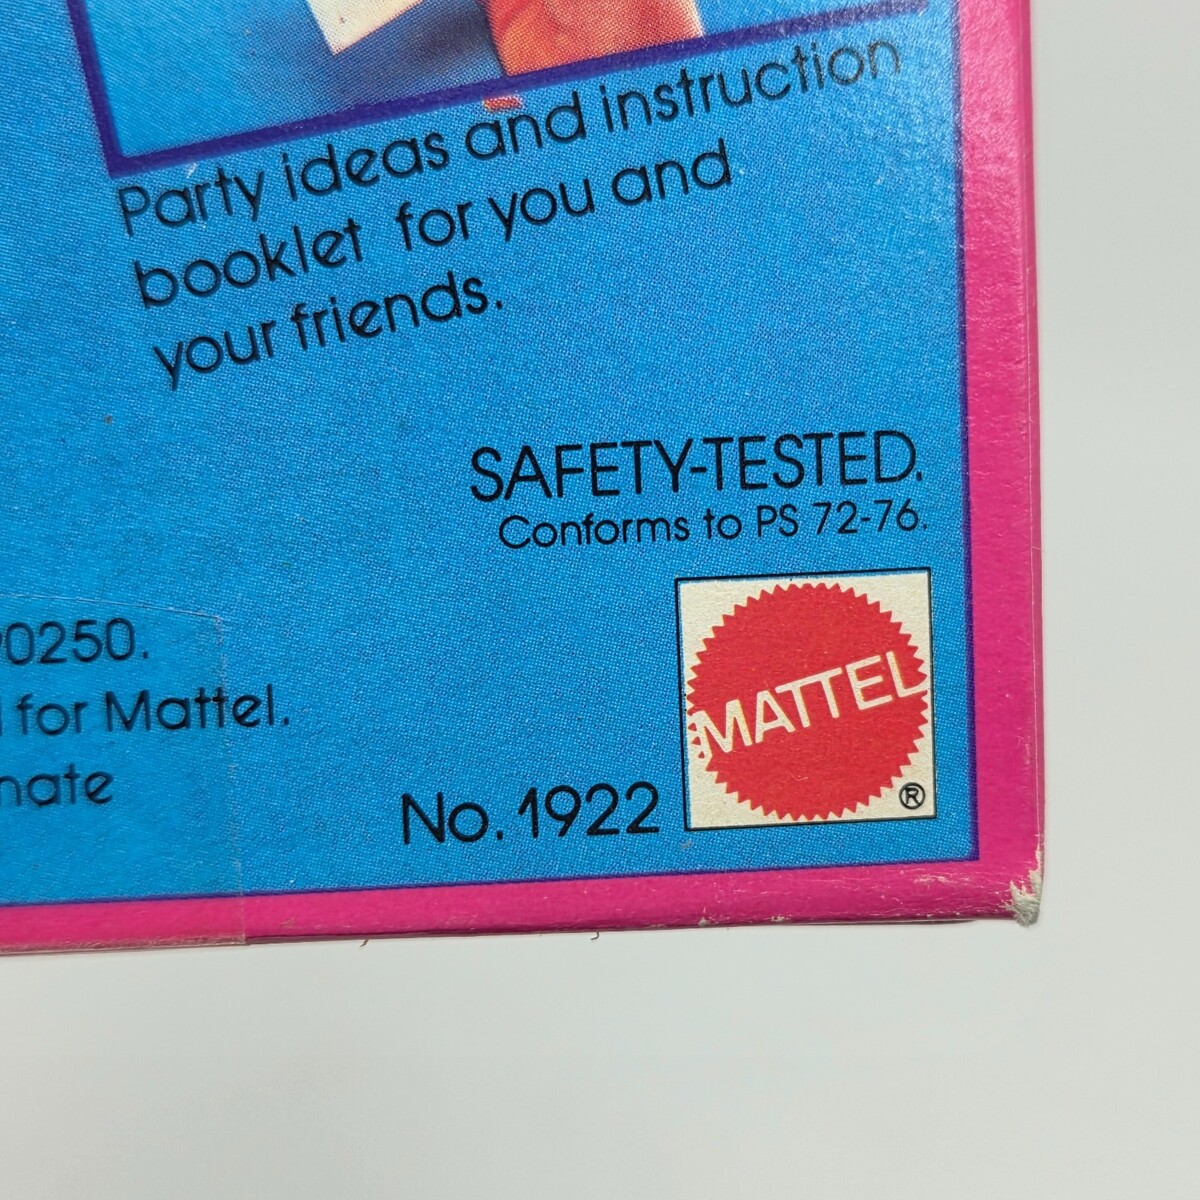 Party ideas and instruction
booklet for you and
your friends.
SAFETY-TESTED.
Conforms to PS 72-76.
0250.
for Mattel.
No. 1922
MATTEL
®